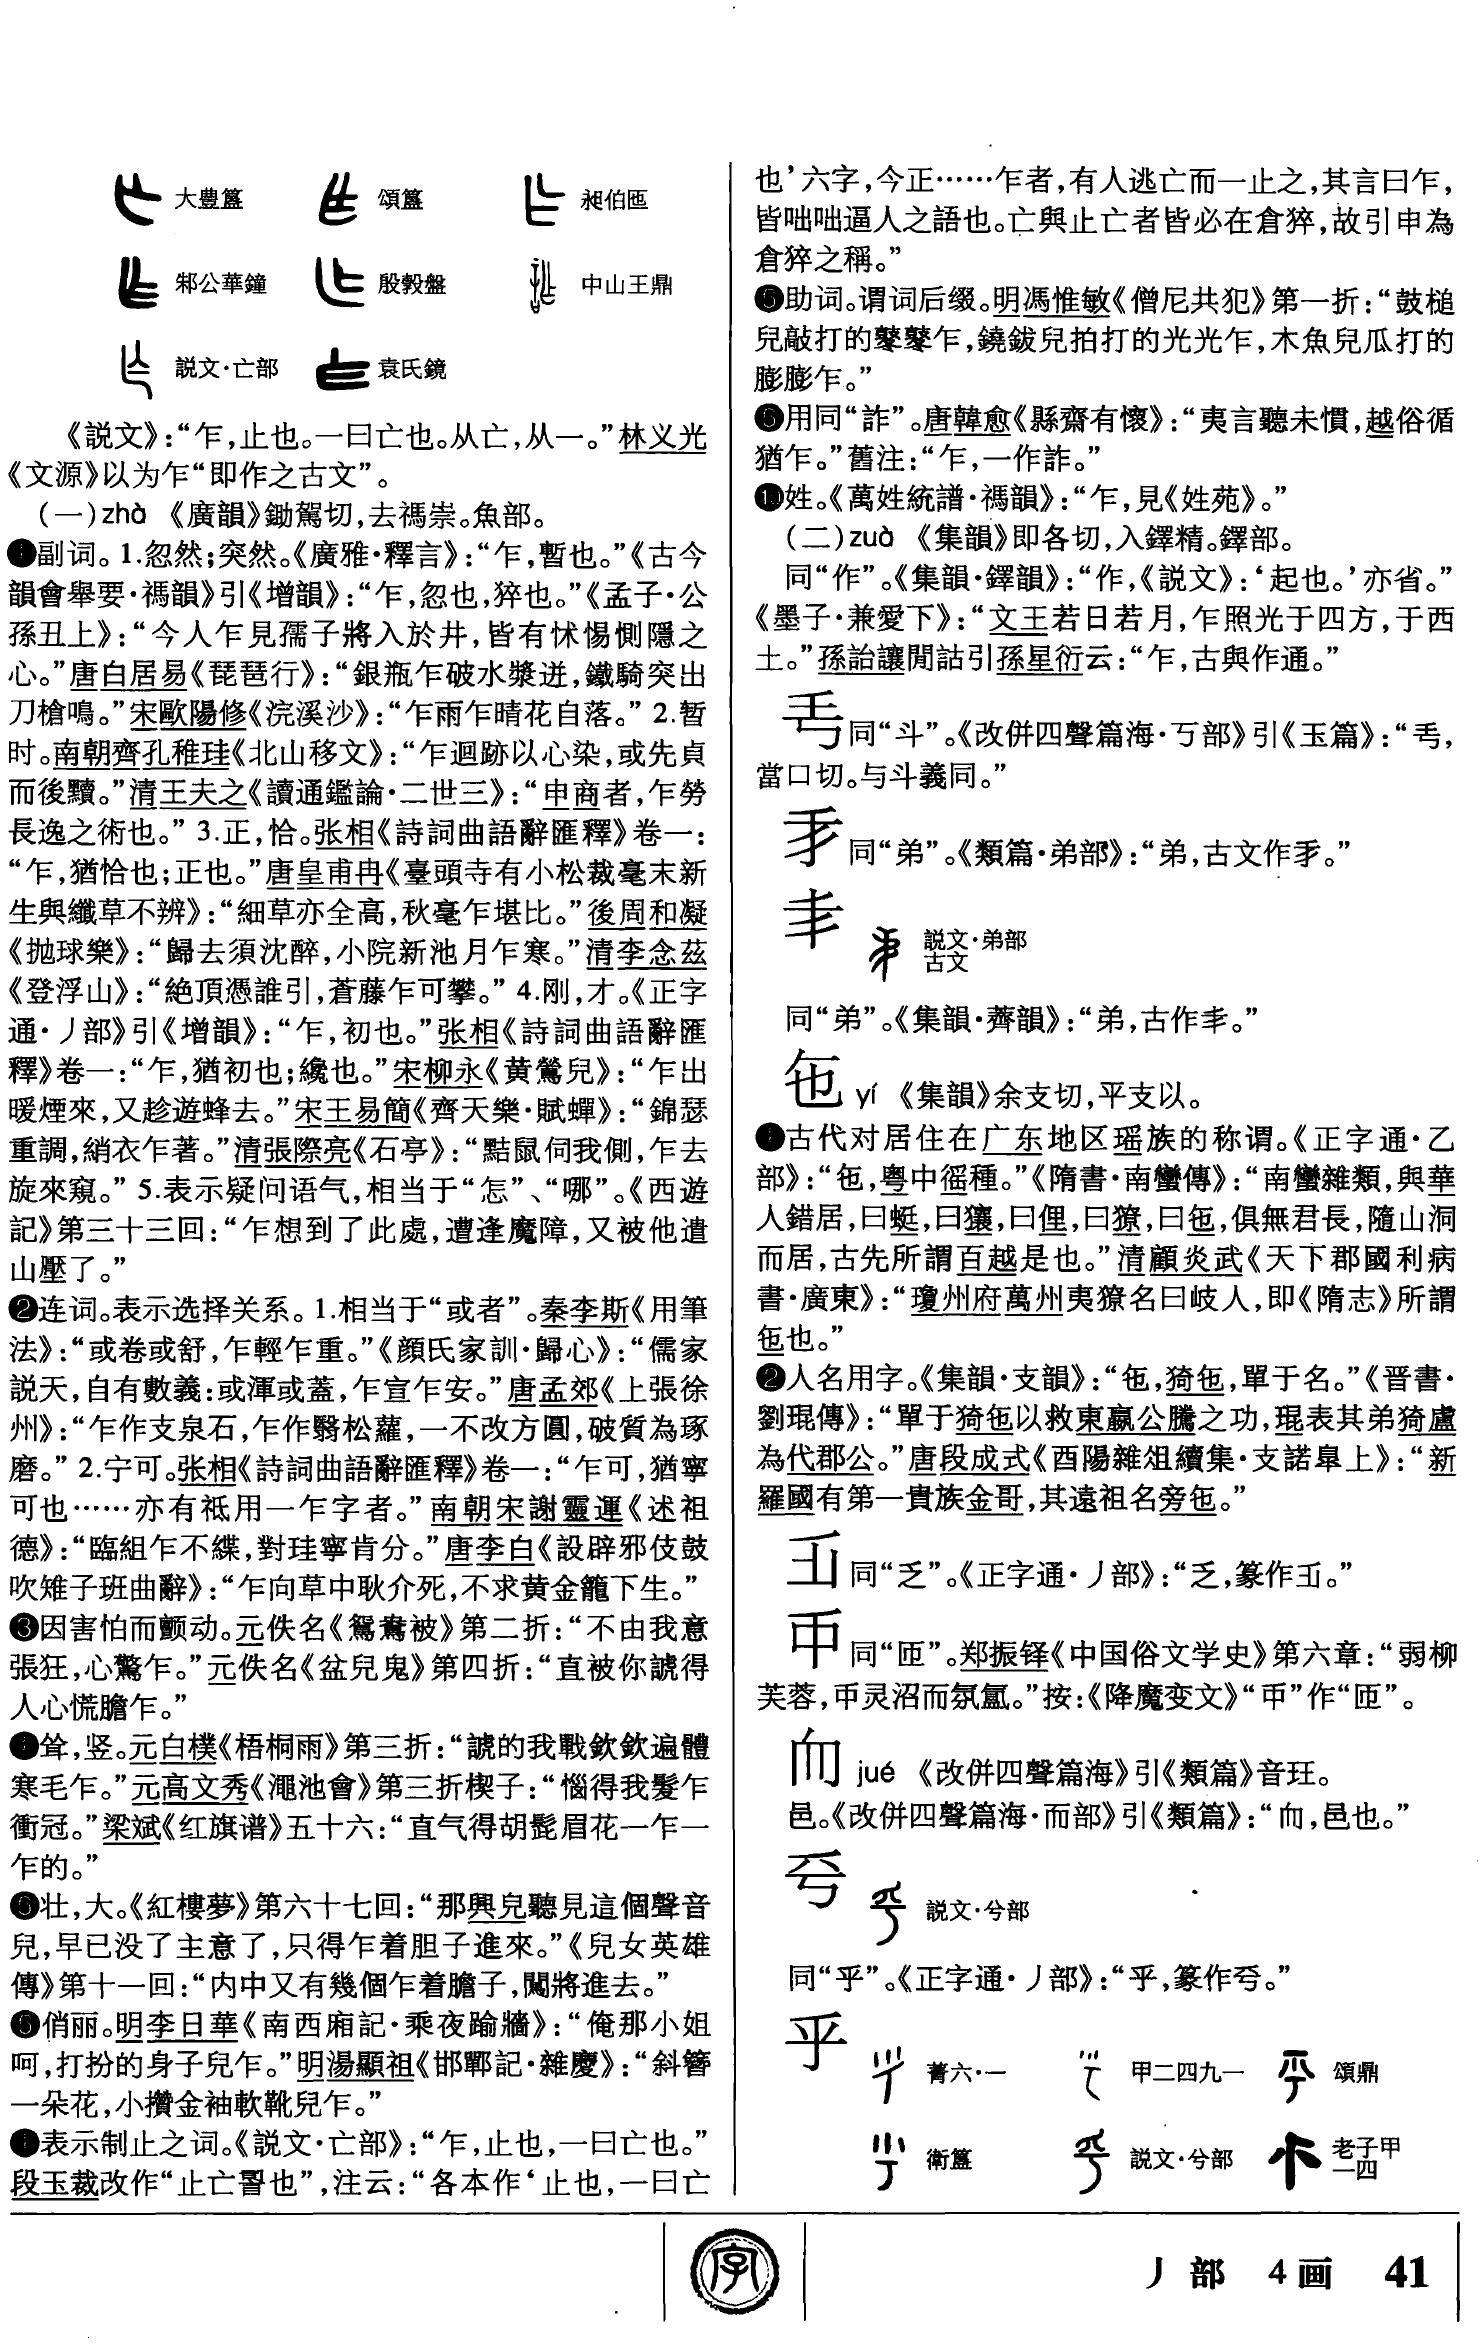 大豐簋 頌簋 昶伯匜
邾公華鐘 殷穀盤 中山王鼎
説文·亡部 袁氏鏡
《説文》：“乍，止也。一曰亡也。从亡，从一。”林义光
《文源》以为乍“即作之古文”。
（一）zhà 《廣韻》鋤駕切，去禡崇。魚部。
❶副词。1.忽然；突然。《廣雅·釋言》：“乍，暫也。”《古今
韻會舉要·禡韻》引《增韻》：“乍，忽也，猝也。”《孟子·公
孫丑上》：“今人乍見孺子將入於井，皆有怵惕惻隱之
心。”唐白居易《琵琶行》：“銀瓶乍破水漿迸，鐵騎突出
刀槍鳴。”宋歐陽修《浣溪沙》：“乍雨乍晴花自落。”2.暂
时。南朝齊孔稚珪《北山移文》：“乍迴跡以心染，或先貞
而後黷。”清王夫之《讀通鑑論·二世三》：“申商者，乍勞
長逸之術也。”3.正，恰。张相《詩詞曲語辭匯釋》卷一：
“乍，猶恰也；正也。”唐皇甫冉《臺頭寺有小松裁毫末新
生與纖草不辨》：“細草亦全高，秋毫乍堪比。”後周和凝
《抛球樂》：“歸去須沈醉，小院新池月乍寒。”清李念茲
《登浮山》：“絶頂憑誰引，蒼藤乍可攀。”4.刚，才。《正字
通·丿部》引《增韻》：“乍，初也。”张相《詩詞曲語辭匯
釋》卷一：“乍，猶初也；纔也。”宋柳永《黄鶯兒》：“乍出
暖煙來，又趁遊蜂去。”宋王易簡《齊天樂·賦蟬》：“錦瑟
重調，綃衣乍著。”清張際亮《石亭》：“黠鼠伺我側，乍去
旋來窺。”5.表示疑问语气，相当于“怎”、“哪”。《西遊
記》第三十三回：“乍想到了此處，遭逢魔障，又被他遣
山壓了。”
❷连词。表示选择关系。1.相当于“或者”。秦李斯《用筆
法》：“或卷或舒，乍輕乍重。”《顔氏家訓·歸心》：“儒家
説天，自有數義：或渾或蓋，乍宣乍安。”唐孟郊《上張徐
州》：“乍作支泉石，乍作翳松蘿，一不改方圓，破質為琢
磨。”2.宁可。张相《詩詞曲語辭匯釋》卷一：“乍可，猶寧
可也……亦有祗用一乍字者。”南朝宋謝靈運《述祖
德》：“臨組乍不緤，對珪寧肯分。”唐李白《設辟邪伎鼓
吹雉子班曲辭》：“乍向草中耿介死，不求黄金籠下生。”
❸因害怕而颤动。元佚名《鴛鴦被》第二折：“不由我意
張狂，心驚乍。”元佚名《盆兒鬼》第四折：“直被你諕得
人心慌膽乍。”
❹耸，竖。元白樸《梧桐雨》第三折：“諕的我戰欽欽遍體
寒毛乍。”元高文秀《澠池會》第三折楔子：“惱得我髮乍
衝冠。”梁斌《红旗谱》五十六：“直气得胡髭眉花一乍一
乍的。”
❺壮，大。《紅樓夢》第六十七回：“那興兒聽見這個聲音
兒，早已没了主意了，只得乍着胆子進來。”《兒女英雄
傳》第十一回：“内中又有幾個乍着膽子，闖將進去。”
❻俏丽。明李日華《南西廂記·乘夜踰牆》：“俺那小姐
呵，打扮的身子兒乍。”明湯顯祖《邯鄲記·雜慶》：“斜簪
一朵花，小攢金袖軟靴兒乍。”
❼表示制止之词。《説文·亡部》：“乍，止也，一曰亡也。”
段玉裁改作“止亡䛐也”，注云：“各本作‘止也，一曰亡
也’六字，今正……乍者，有人逃亡而一止之，其言曰乍，
皆咄咄逼人之語也。亡與止亡者皆必在倉猝，故引申為
倉猝之稱。”
❽助词。谓词后缀。明馮惟敏《僧尼共犯》第一折：“鼓槌
兒敲打的鼕鼕乍，鐃鈸兒拍打的光光乍，木魚兒瓜打的
膨膨乍。”
❾用同“詐”。唐韓愈《縣齋有懷》：“夷言聽未慣，越俗循
猶乍。”舊注：“乍，一作詐。”
❿姓。《萬姓統譜·禡韻》：“乍，見《姓苑》。”
（二）zuò 《集韻》即各切，入鐸精。鐸部。
同“作”。《集韻·鐸韻》：“作，《説文》：‘起也。’亦省。”
《墨子·兼愛下》：“文王若日若月，乍照光于四方，于西
土。”孫詒讓閒詁引孫星衍云：“乍，古與作通。”
同“斗”。《改併四聲篇海·丂部》引《玉篇》：“，
當口切。与斗義同。”
同“弟”。《類篇·弟部》：“弟，古文作。”
説文·弟部
古文
同“弟”。《集韻·薺韻》：“弟，古作。”
㐌 yí 《集韻》余支切，平支以。
❶古代对居住在广东地区瑶族的称谓。《正字通·乙
部》：“㐌，粤中徭種。”《隋書·南蠻傳》：“南蠻雜類，與華
人錯居，曰蜓，曰獽，曰俚，曰獠，曰㐌，俱無君長，隨山洞
而居，古先所謂百越是也。”清顧炎武《天下郡國利病
書·廣東》：“瓊州府萬州夷獠名曰岐人，即《隋志》所謂
㐌也。”
❷人名用字。《集韻·支韻》：“㐌，猗㐌，單于名。”《晋書·
劉琨傳》：“單于猗㐌以救東嬴公騰之功，琨表其弟猗盧
為代郡公。”唐段成式《酉陽雜俎續集·支諾皋上》：“新
羅國有第一貴族金哥，其遠祖名旁㐌。”
同“乏”。《正字通·丿部》：“乏，篆作。”
帀 同“匝”。郑振铎《中国俗文学史》第六章：“弱柳
芙蓉，帀灵沼而氛氲。”按：《降魔变文》“帀”作“匝”。
jué 《改併四聲篇海》引《類篇》音玨。
邑。《改併四聲篇海·而部》引《類篇》：“，邑也。”
説文·兮部
同“乎”。《正字通·丿部》：“乎，篆作。”
乎
菁六·一 甲二四九一 頌鼎
衛簋 説文·兮部 老子甲
一四
字
丿部 4画 41